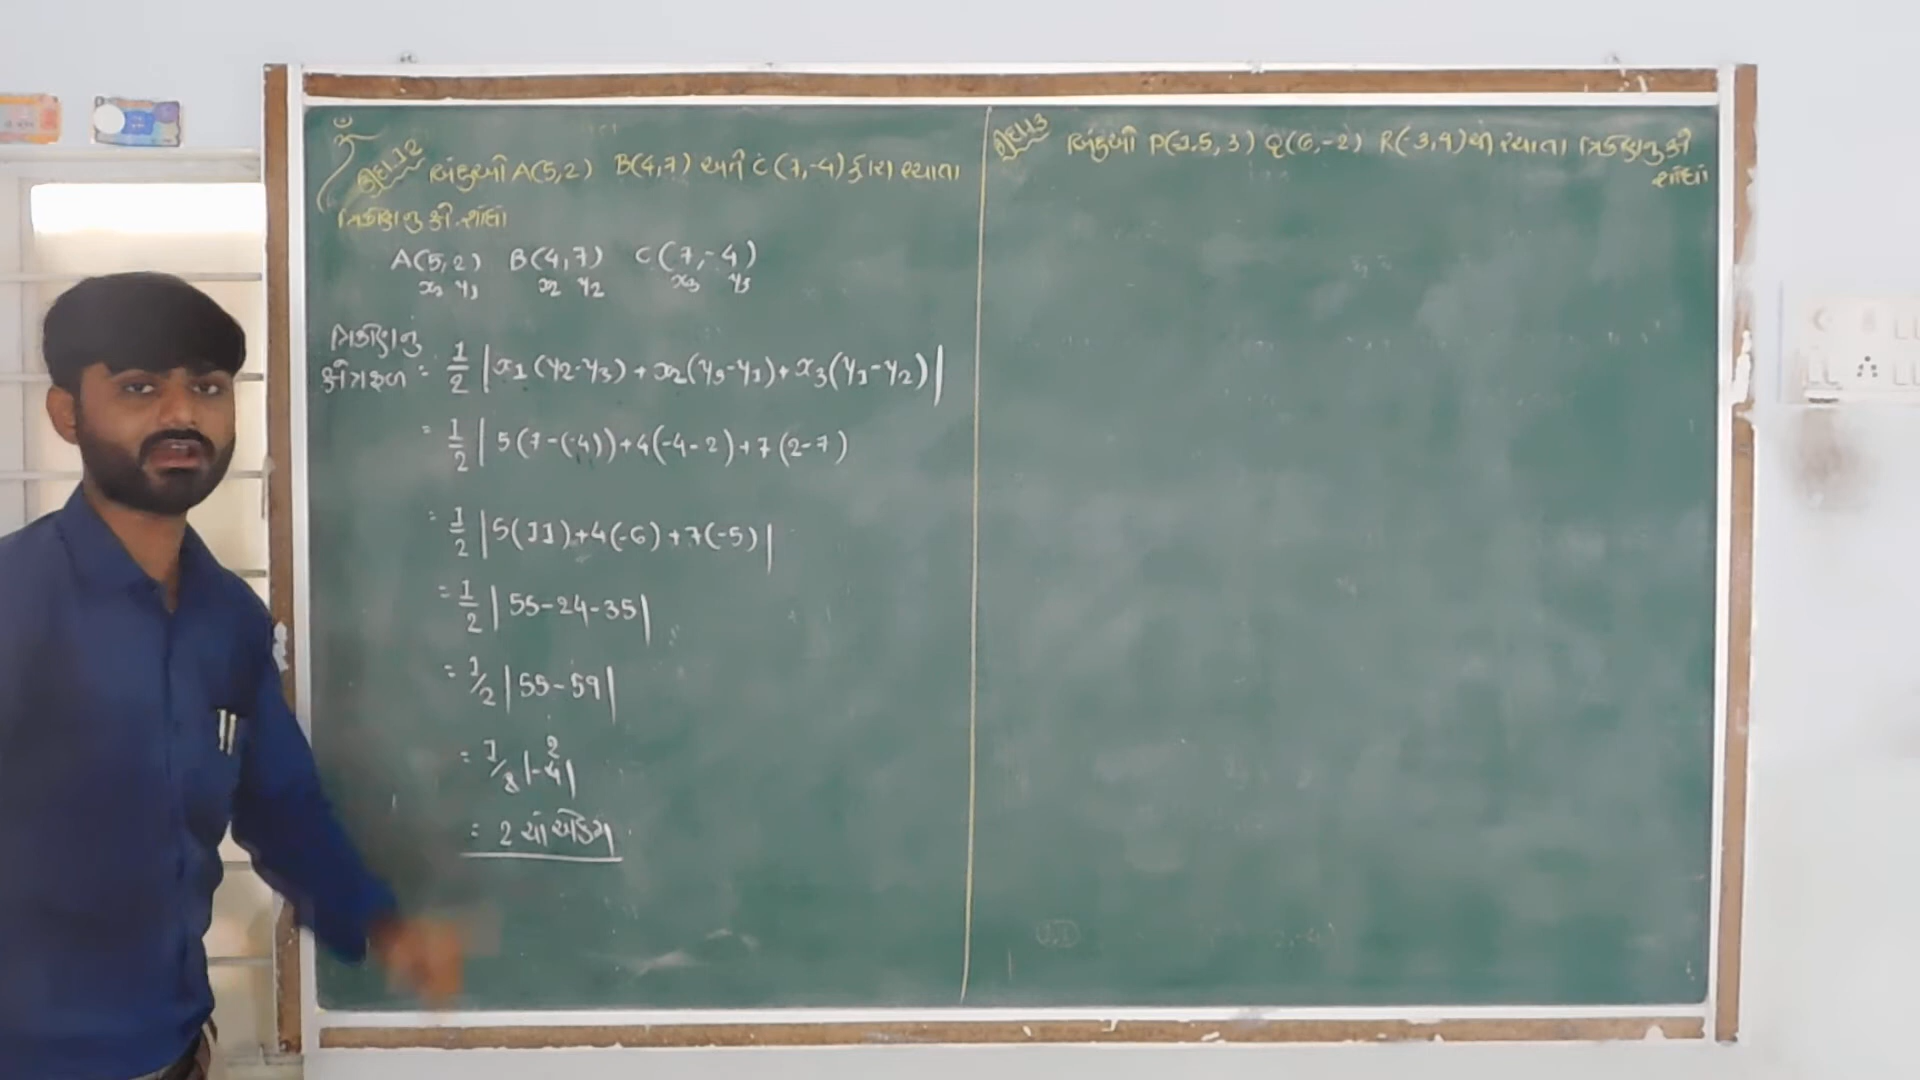 ૐ
ઉદા.12 બિંદુઓ A(5,2) B(4,7) અને C(7,-4) દ્વારા રચાતા
ત્રિકોણનુ ક્ષે. શોધો
A(5,2) B(4,7) C(7,-4)
x₁ y₁ x₂ y₂ x₃ y₃
ત્રિકોણનું
ક્ષેત્રફળ = 1/2 |x₁(y₂-y₃)+x₂(y₃-y₁)+x₃(y₁-y₂)|
= 1/2 | 5(7-(-4))+4(-4-2)+7(2-7)
= 1/2 |5(11)+4(-6)+7(-5)|
= 1/2 | 55-24-35|
= 1/2 |55-59|
= 1/2 |-4| 2
= 2 ચો એકમ
ઉદા.13 બિંદુઓ P(-1.5, 3) Q(6,-2) R(-3,4) થી રચાતા ત્રિકોણનુ ક્ષે
શોધો